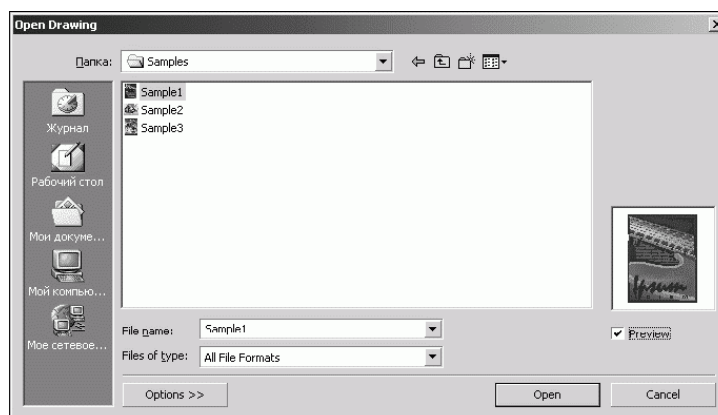 Open Drawing
Папка:
Samples
Sample1
Sample2
Sample3
Журнал
Рабочий стол
Мои докуме...
Мой компью...
Мое сетевое...
Ipsum
File name:
Sample1
Preview
Files of type:
All File Formats
Options >>
Open
Cancel